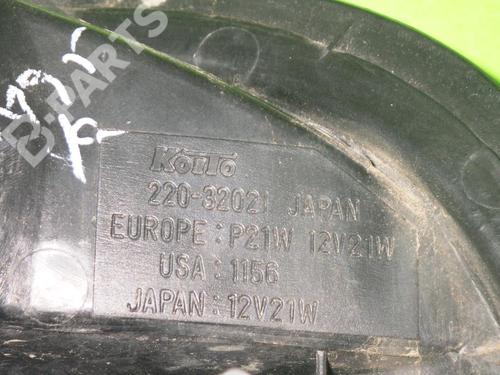 B-PARTS
KOITO
220-32021 JAPAN
EUROPE : P21W 12V21W
USA : 1156
JAPAN : 12V21W